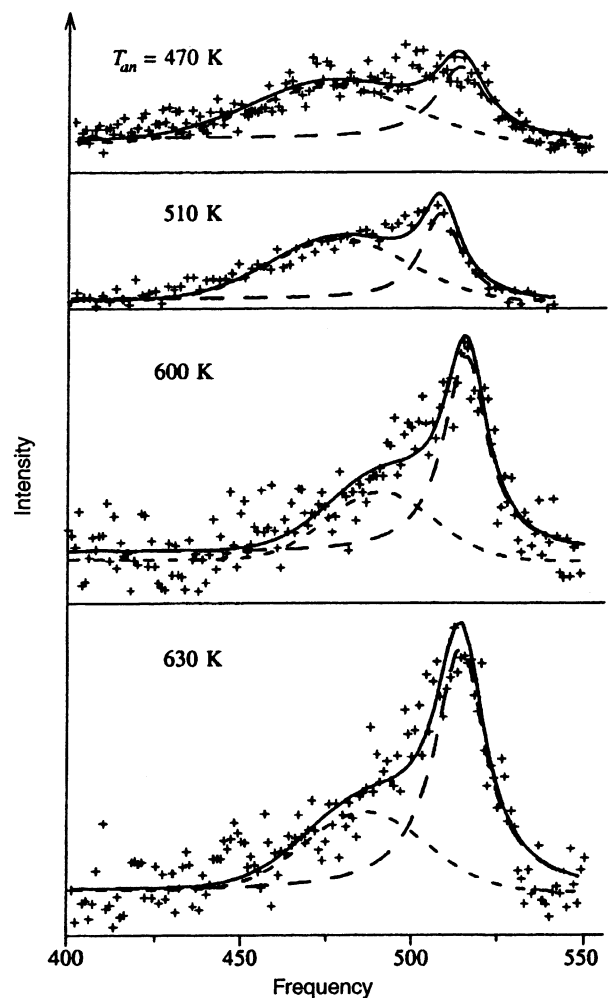 T_an = 470 K
510 K
600 K
630 K
Intensity
400 450 500 550
Frequency